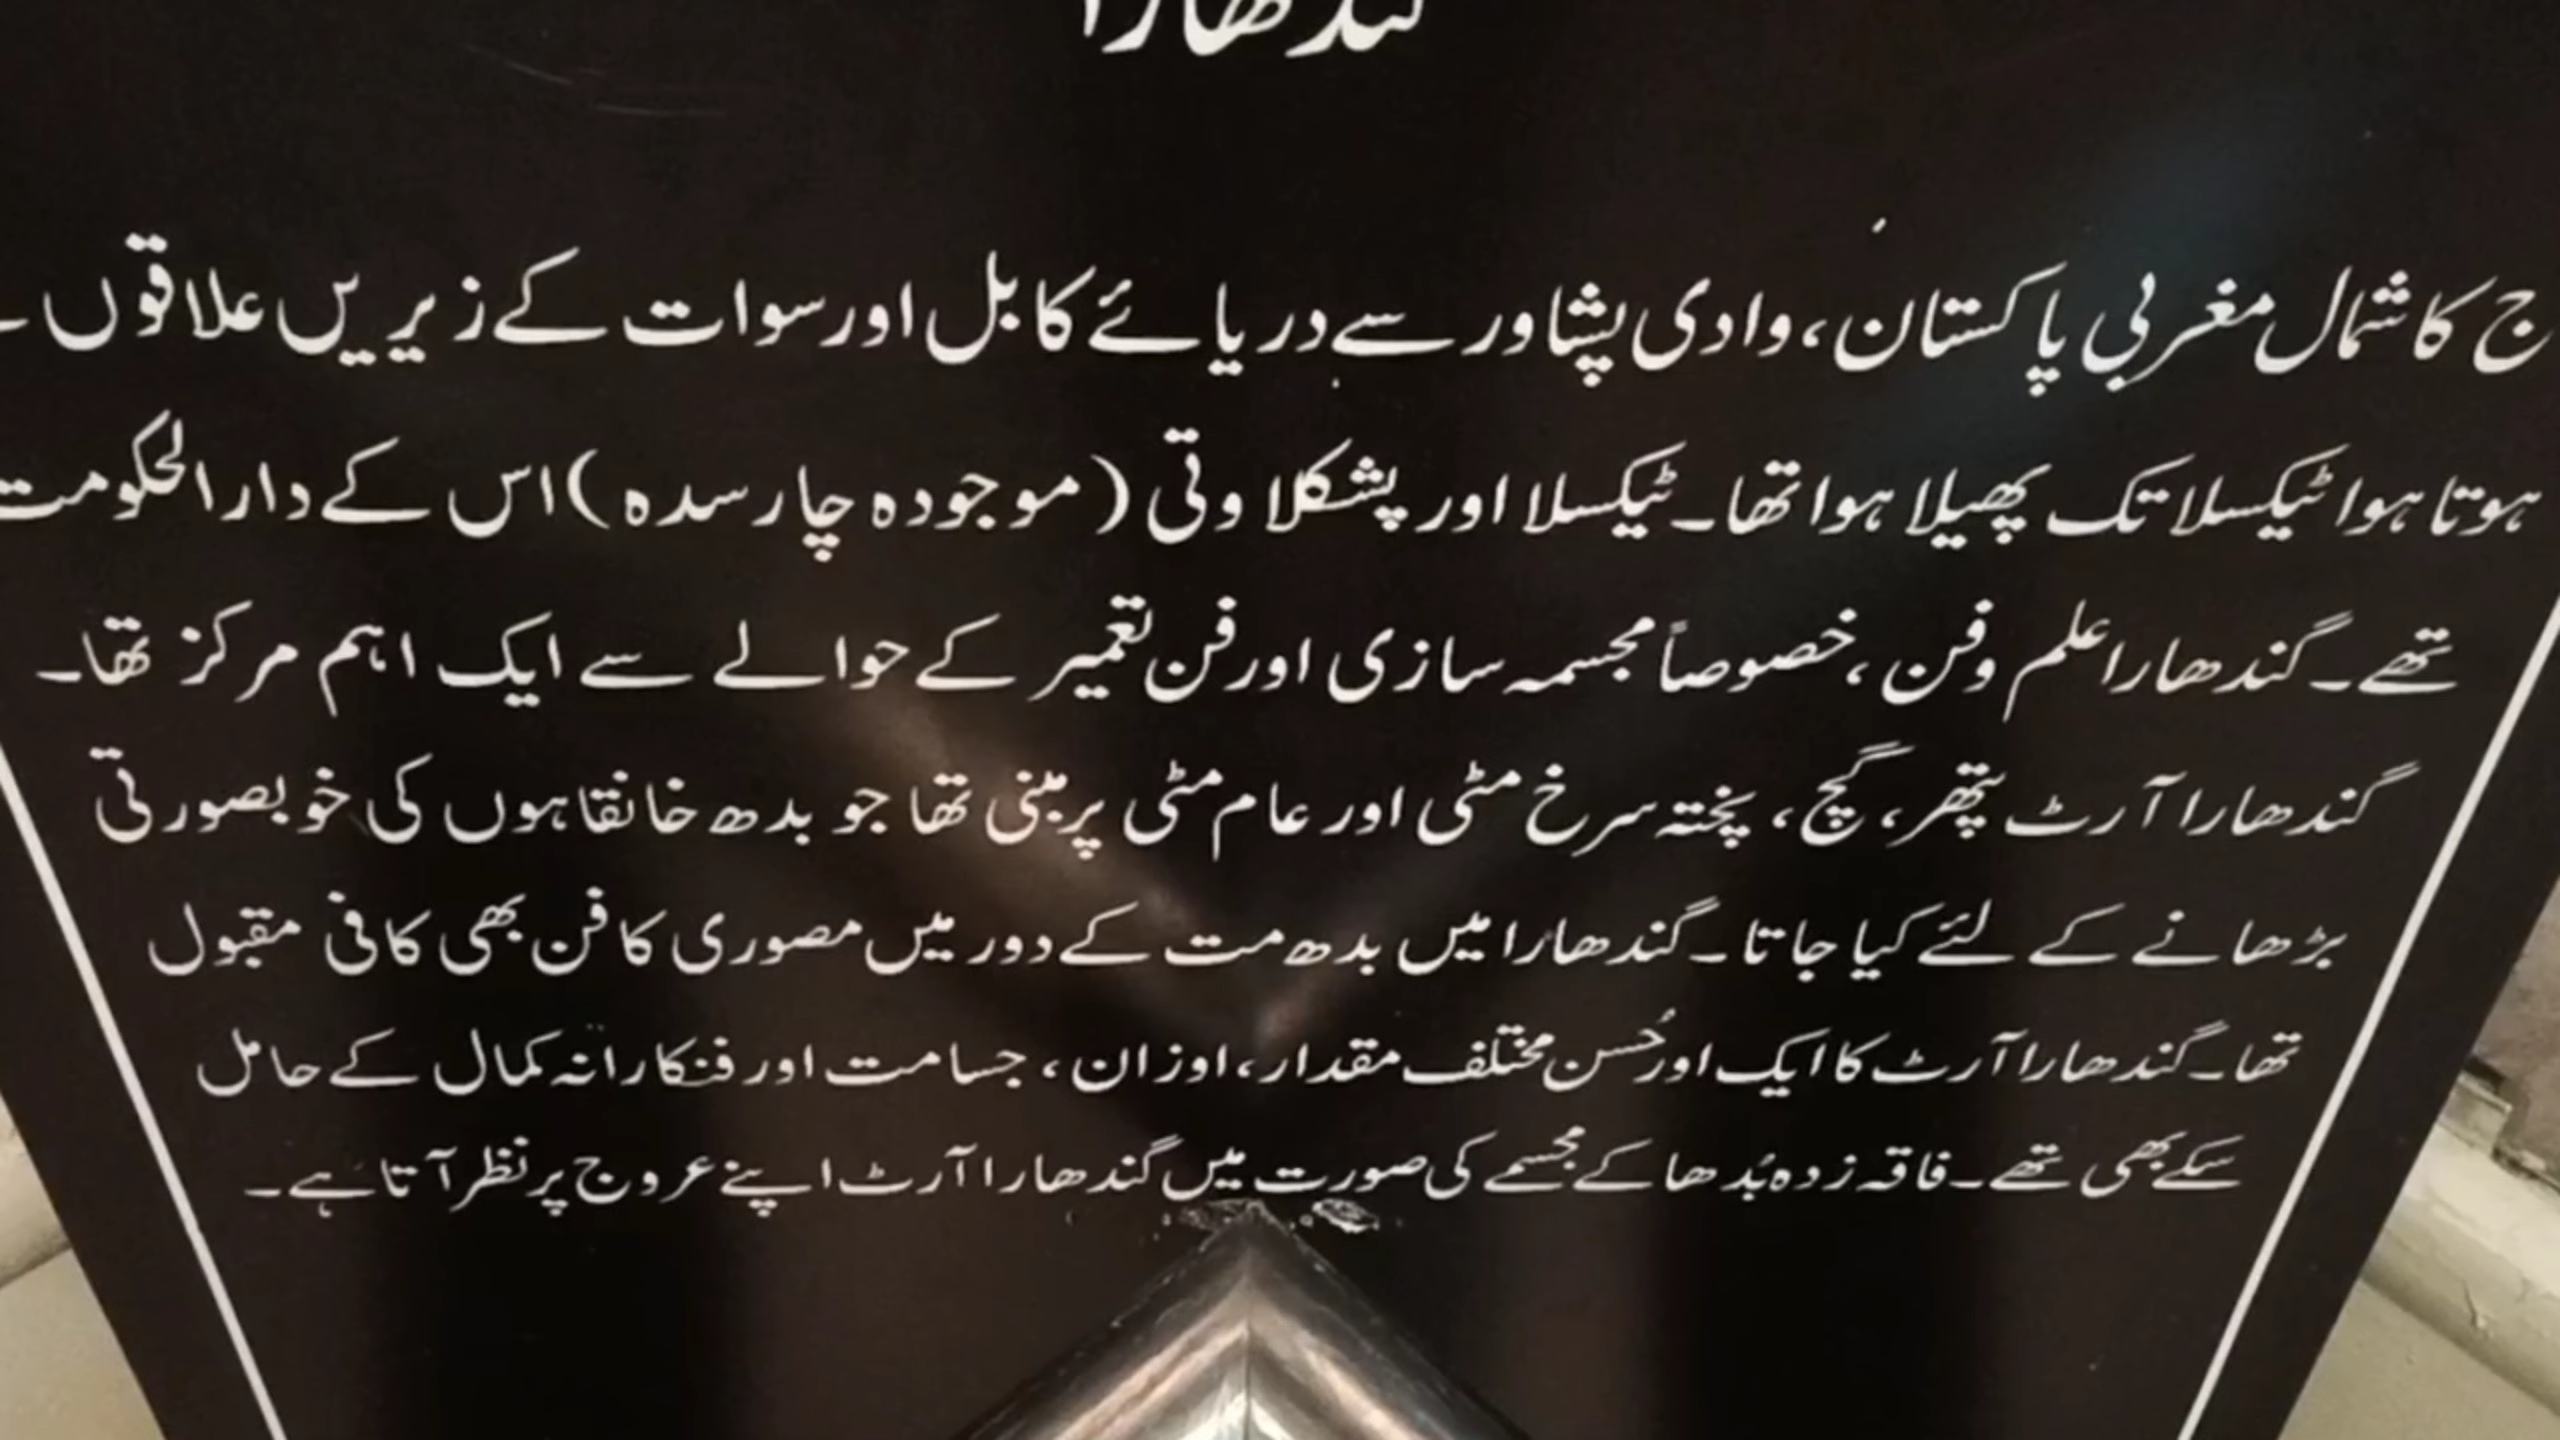 گندھارا
ج کا شمال مغربی پاکستان، وادی پشاور سے دریائے کابل اور سوات کے زیریں علاقوں
ہوتا ہوا ٹیکسلا تک پھیلا ہوا تھا۔ ٹیکسلا اور پشکلاوتی (موجودہ چارسدہ) اس کے دارالحکومت
تھے۔ گندھارا علم و فن، خصوصاً مجسمہ سازی اور فن تعمیر کے حوالے سے ایک اہم مرکز تھا۔
گندھارا آرٹ پتھر، گچ، پختہ سرخ مٹی اور عام مٹی پر مبنی تھا جو بدھ خانقاہوں کی خوبصورتی
بڑھانے کے لئے کیا جاتا۔ گندھارا میں بدھ مت کے دور میں مصوری کا فن بھی کافی مقبول
تھا۔ گندھارا آرٹ کا ایک اور حُسن مختلف مقدار، اوزان، جسامت اور فنکارانہ کمال کے حامل
سکے بھی تھے۔ فاقہ زدہ بُدھا کے مجسمے کی صورت میں گندھارا آرٹ اپنے عروج پر نظر آتا ہے۔